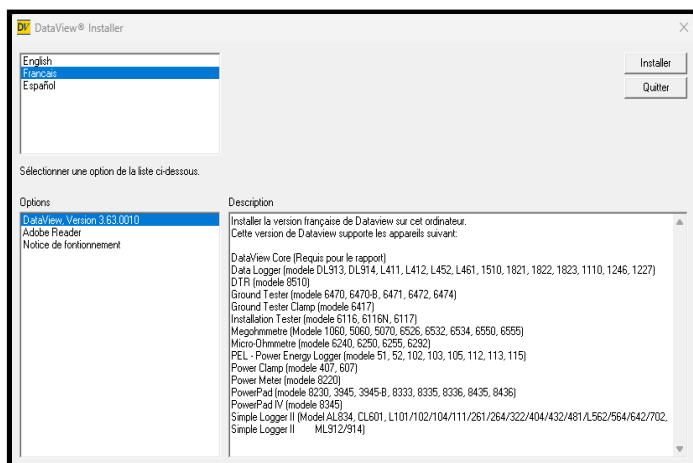 DV DataView® Installer
English
Francais
Español
Installer
Quitter
Sélectionner une option de la liste ci-dessous.
Options
DataView, Version 3.63.0010
Adobe Reader
Notice de fontionnement
Description
Installer la version française de Dataview sur cet ordinateur.
Cette version de Dataview supporte les appareils suivant:
DataView Core (Requis pour le rapport)
Data Logger (modele DL913, DL914, L411, L412, L452, L461, 1510, 1821, 1822, 1823, 1110, 1246, 1227)
DTR (modele 8510)
Ground Tester (modele 6470, 6470-B, 6471, 6472, 6474)
Ground Tester Clamp (modele 6417)
Installation Tester (modele 6116, 6116N, 6117)
Megohmmetre (Modele 1060, 5060, 5070, 6526, 6532, 6534, 6550, 6555)
Micro-Ohmmetre (modele 6240, 6250, 6255, 6292)
PEL - Power Energy Logger (modele 51, 52, 102, 103, 105, 112, 113, 115)
Power Clamp (modele 407, 607)
Power Meter (modele 8220)
PowerPad (modele 8230, 3945, 3945-B, 8333, 8335, 8336, 8435, 8436)
PowerPad IV (modele 8345)
Simple Logger II (Model AL834, CL601, L101/102/104/111/261/264/322/404/432/481/L562/564/642/702,
Simple Logger II ML912/914)